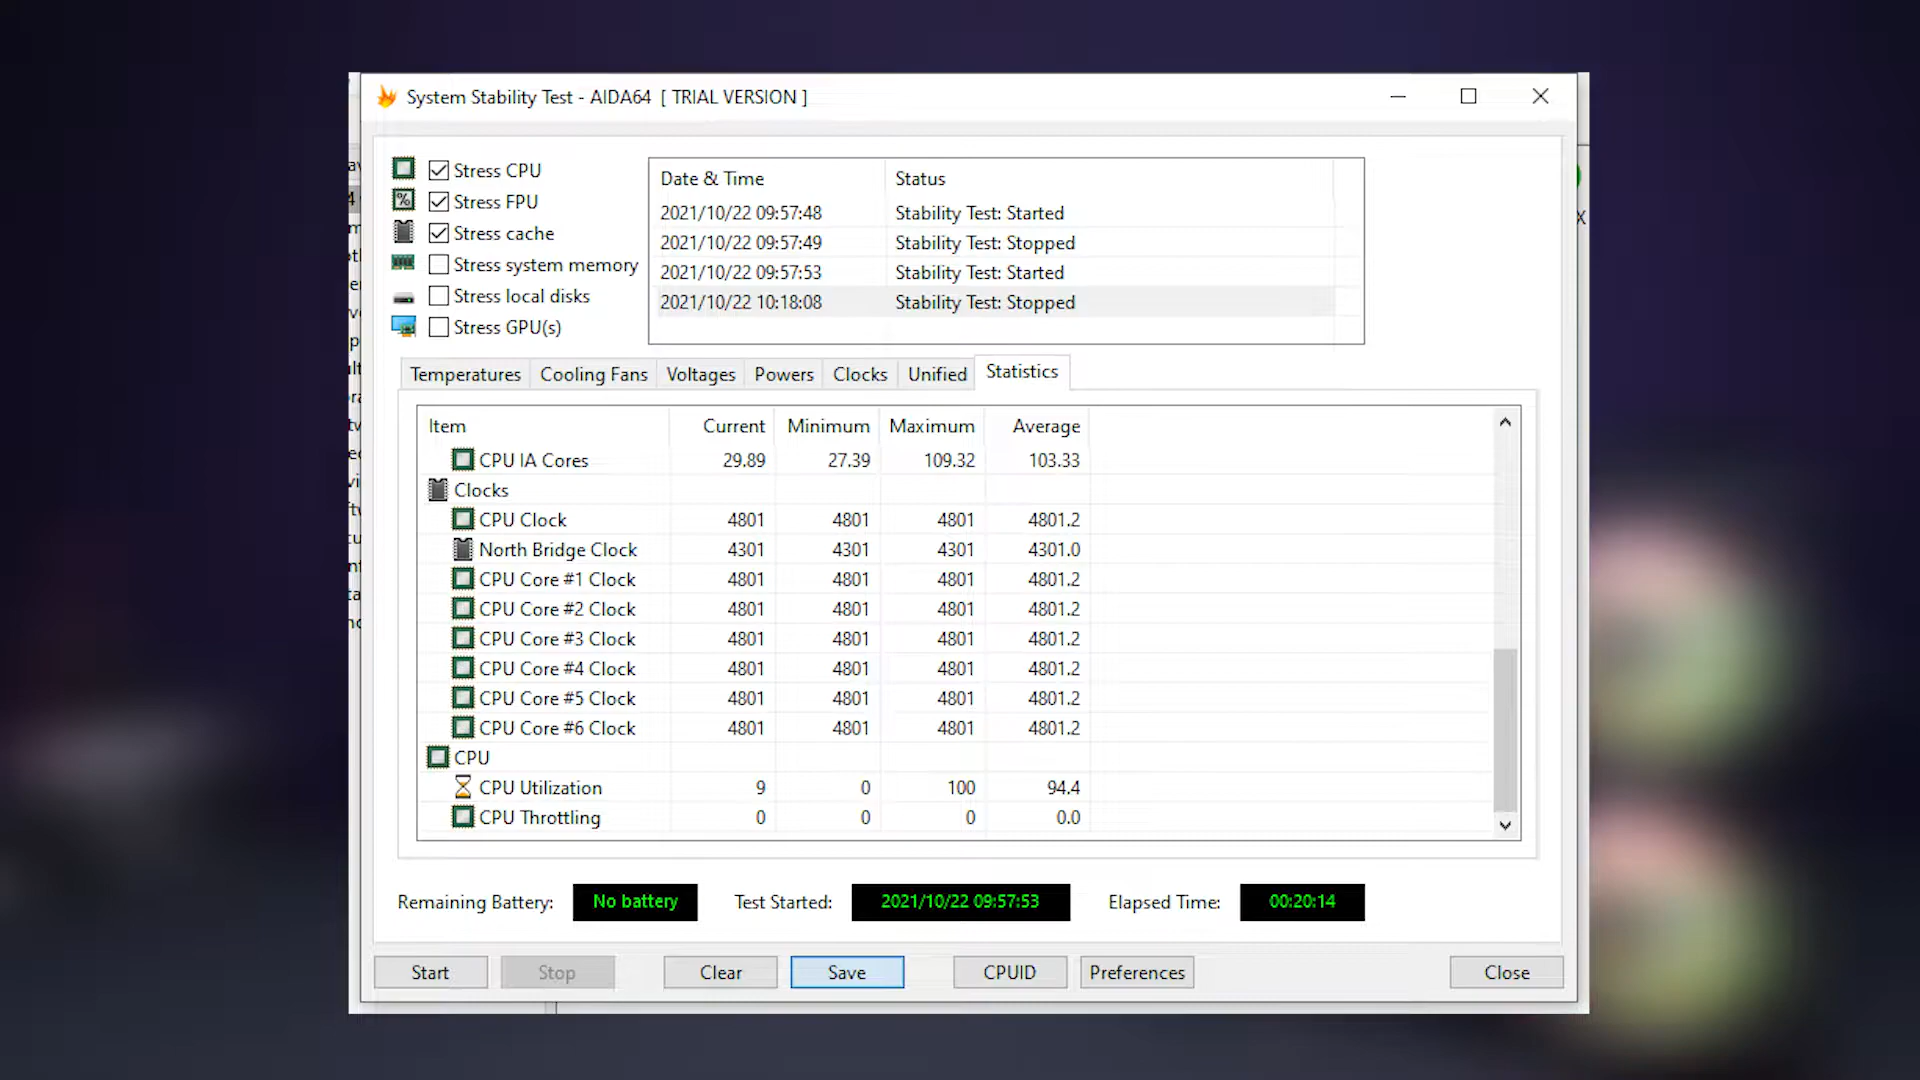 System Stability Test - AIDA64 [ TRIAL VERSION ]
Stress CPU
Stress FPU
Stress cache
Stress system memory
Stress local disks
Stress GPU(s)
Date & Time Status
2021/10/22 09:57:48 Stability Test: Started
2021/10/22 09:57:49 Stability Test: Stopped
2021/10/22 09:57:53 Stability Test: Started
2021/10/22 10:18:08 Stability Test: Stopped
Temperatures Cooling Fans Voltages Powers Clocks Unified Statistics
Item Current Minimum Maximum Average
CPU IA Cores 29.89 27.39 109.32 103.33
Clocks
CPU Clock 4801 4801 4801 4801.2
North Bridge Clock 4301 4301 4301 4301.0
CPU Core #1 Clock 4801 4801 4801 4801.2
CPU Core #2 Clock 4801 4801 4801 4801.2
CPU Core #3 Clock 4801 4801 4801 4801.2
CPU Core #4 Clock 4801 4801 4801 4801.2
CPU Core #5 Clock 4801 4801 4801 4801.2
CPU Core #6 Clock 4801 4801 4801 4801.2
CPU
CPU Utilization 9 0 100 94.4
CPU Throttling 0 0 0 0.0
Remaining Battery: No battery Test Started: 2021/10/22 09:57:53 Elapsed Time: 00:20:14
Start Stop Clear Save CPUID Preferences Close